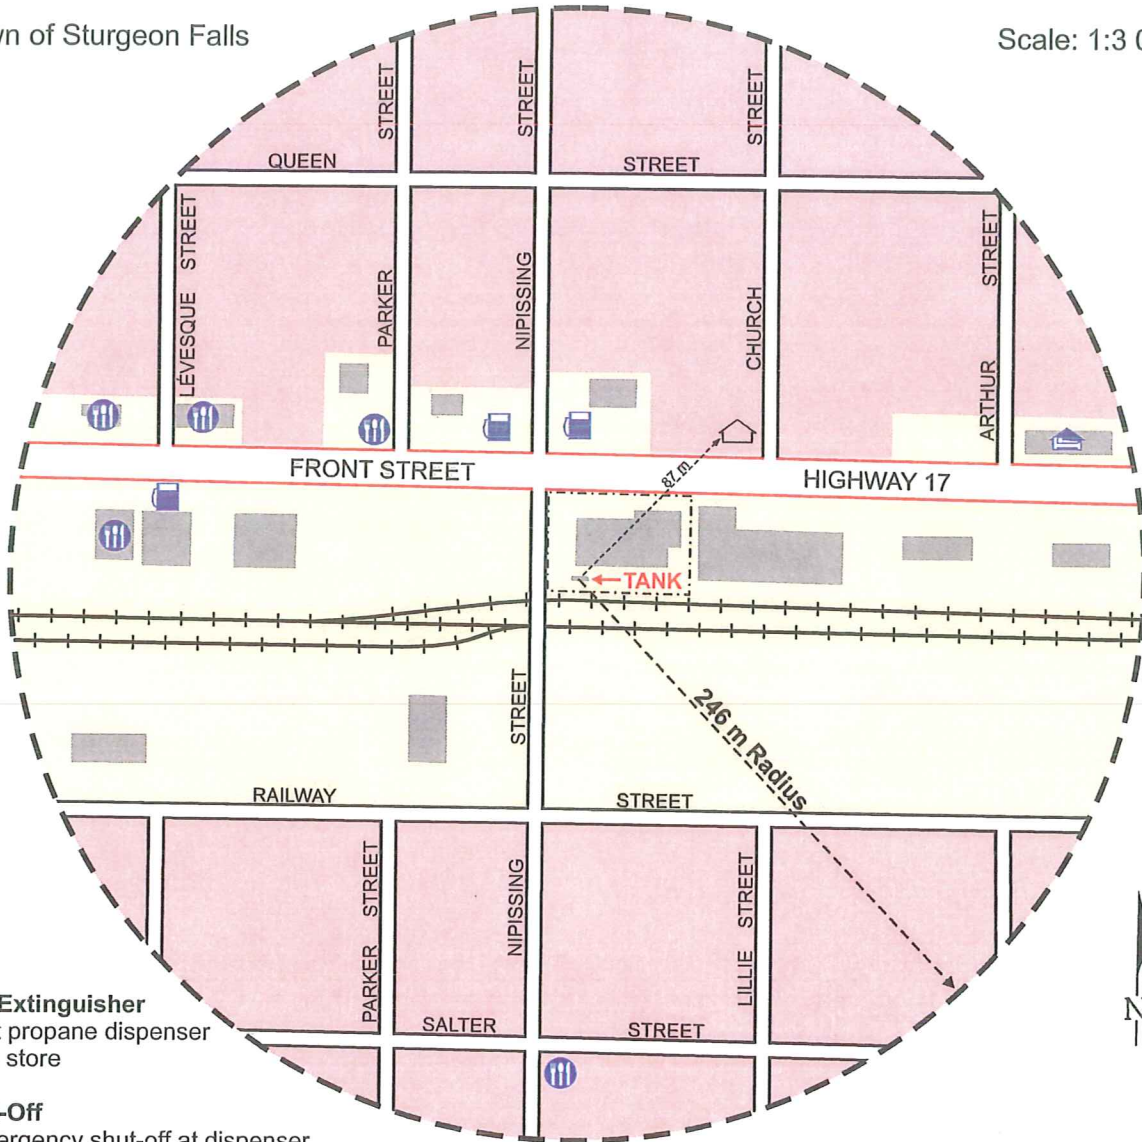 wn of Sturgeon Falls
Scale: 1:3 0
STREET
STREET
STREET
QUEEN
STREET
LÉVESQUE STREET
PARKER
NIPISSING
CHURCH
ARTHUR STREET
FRONT STREET
HIGHWAY 17
87 m
TANK
246 m Radius
STREET
RAILWAY
STREET
PARKER STREET
NIPISSING
LILLIE STREET
SALTER
STREET
N
Extinguisher
t propane dispenser
store
-Off
ergency shut-off at dispenser